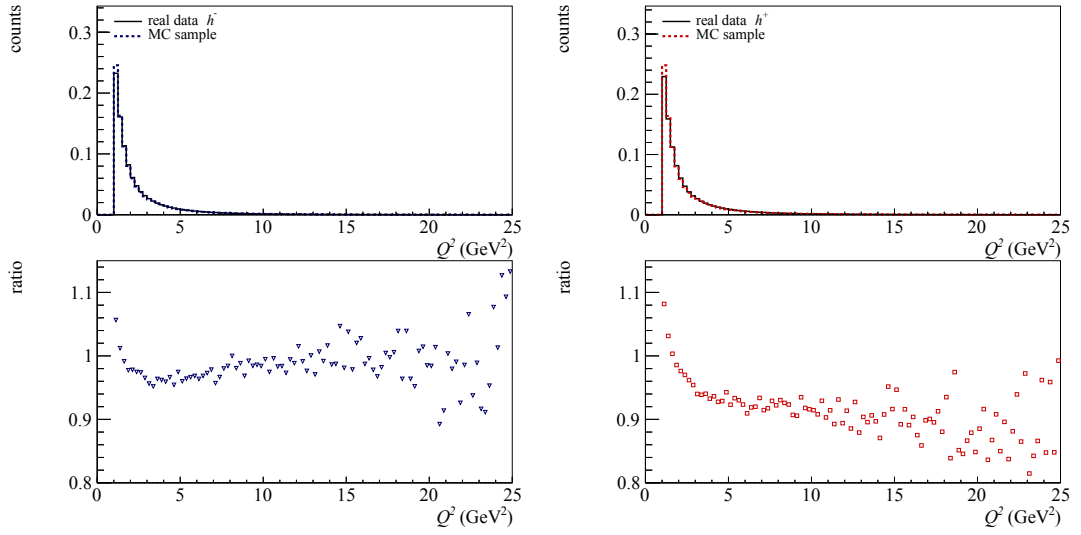 counts
real data h⁻
MC sample
0.3
0.2
0.1
0
0 5 10 15 20 25
Q² (GeV²)
counts
real data h⁺
MC sample
0.3
0.2
0.1
0
0 5 10 15 20 25
Q² (GeV²)
ratio
1.1
1
0.9
0.8
0 5 10 15 20 25
Q² (GeV²)
ratio
1.1
1
0.9
0.8
0 5 10 15 20 25
Q² (GeV²)